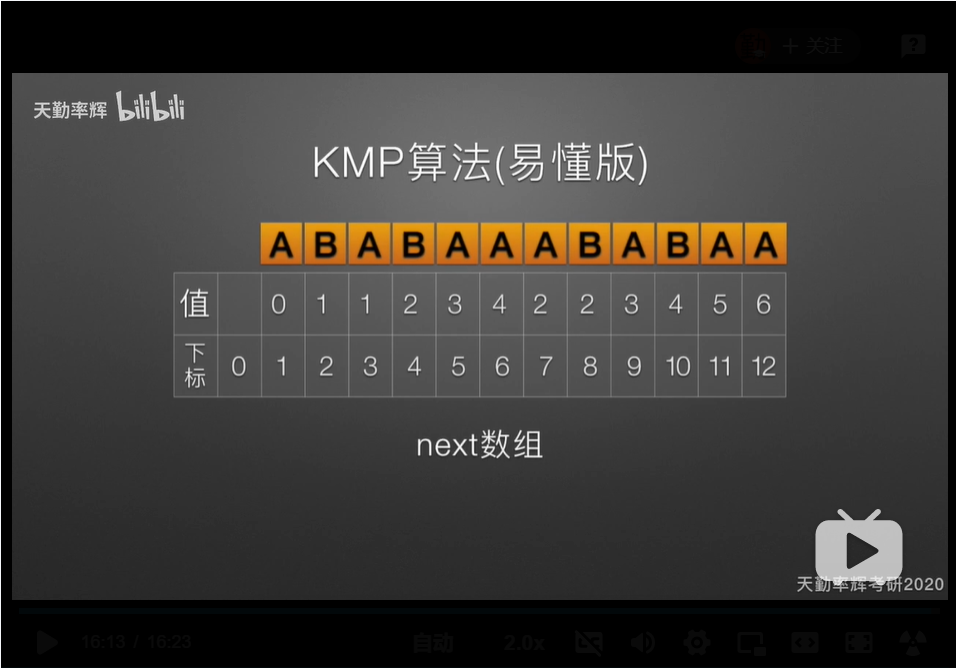 + 关注
天勤率辉 bilibili
KMP算法(易懂版)
A B A B A A A B A B A A
值 0 1 1 2 3 4 2 2 3 4 5 6
下标 0 1 2 3 4 5 6 7 8 9 10 11 12
next数组
天勤率辉考研2020
16:13 / 16:23 自动 2.0x